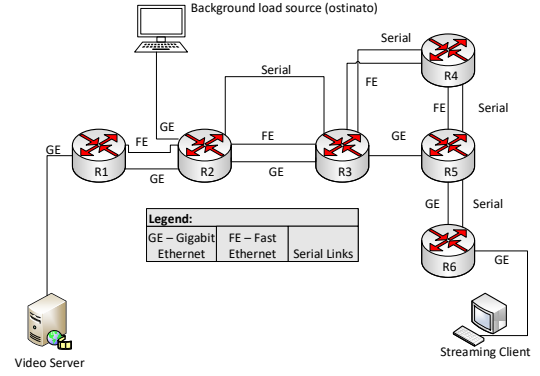 Background load source (ostinato)
Serial
R4
Serial
FE
GE
FE
Serial
GE
FE
R1
GE
R2
FE
GE
R3
GE
R5
GE
Serial
R6
GE
Legend:
GE – Gigabit Ethernet
FE – Fast Ethernet
Serial Links
Video Server
Streaming Client